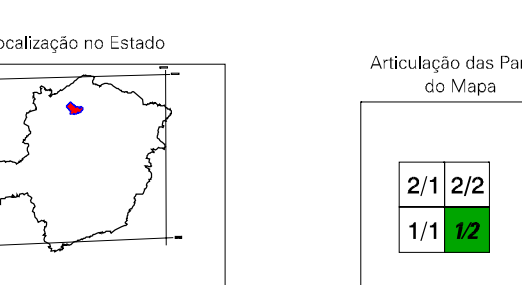 ocalização no Estado
Articulação das Par
do Mapa
2/1 2/2
1/1 1/2